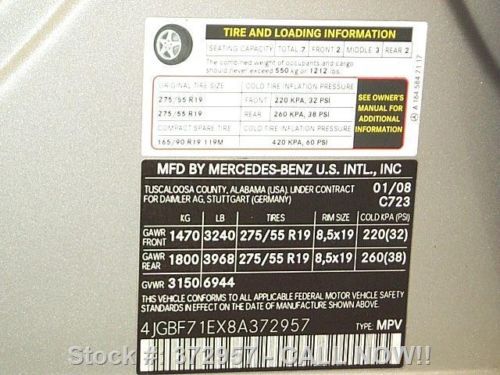 TIRE AND LOADING INFORMATION
SEATING CAPACITY TOTAL 7 FRONT 2 MIDDLE 3 REAR 2
The combined weight of occupants and cargo
should never exceed 550 kg or 1212 lbs.
ORIGINAL TIRE SIZE COLD TIRE INFLATION PRESSURE
275/55 R19 FRONT 220 KPA, 32 PSI
275/55 R19 REAR 260 KPA, 38 PSI
COMPACT SPARE TIRE COLD TIRE INFLATION PRESSURE
165/90 R19 119M 420 KPA, 60 PSI
SEE OWNER'S
MANUAL FOR
ADDITIONAL
INFORMATION
A 164 584 71 17
MFD BY MERCEDES-BENZ U.S. INTL., INC
TUSCALOOSA COUNTY, ALABAMA (USA), UNDER CONTRACT
FOR DAIMLER AG, STUTTGART (GERMANY)
01/08
C723
KG LB TIRES RIM SIZE COLD KPA (PSI)
GAWR FRONT 1470 3240 275/55 R19 8,5x19 220(32)
GAWR REAR 1800 3968 275/55 R19 8,5x19 260(38)
GVWR 3150 6944
THIS VEHICLE CONFORMS TO ALL APPLICABLE FEDERAL MOTOR VEHICLE SAFETY
STANDARDS IN EFFECT ON THE DATE OF MANUFACTURE SHOWN ABOVE.
4JGBF71EX8A372957 TYPE: MPV
Stock #: 372957 - CALL NOW!!